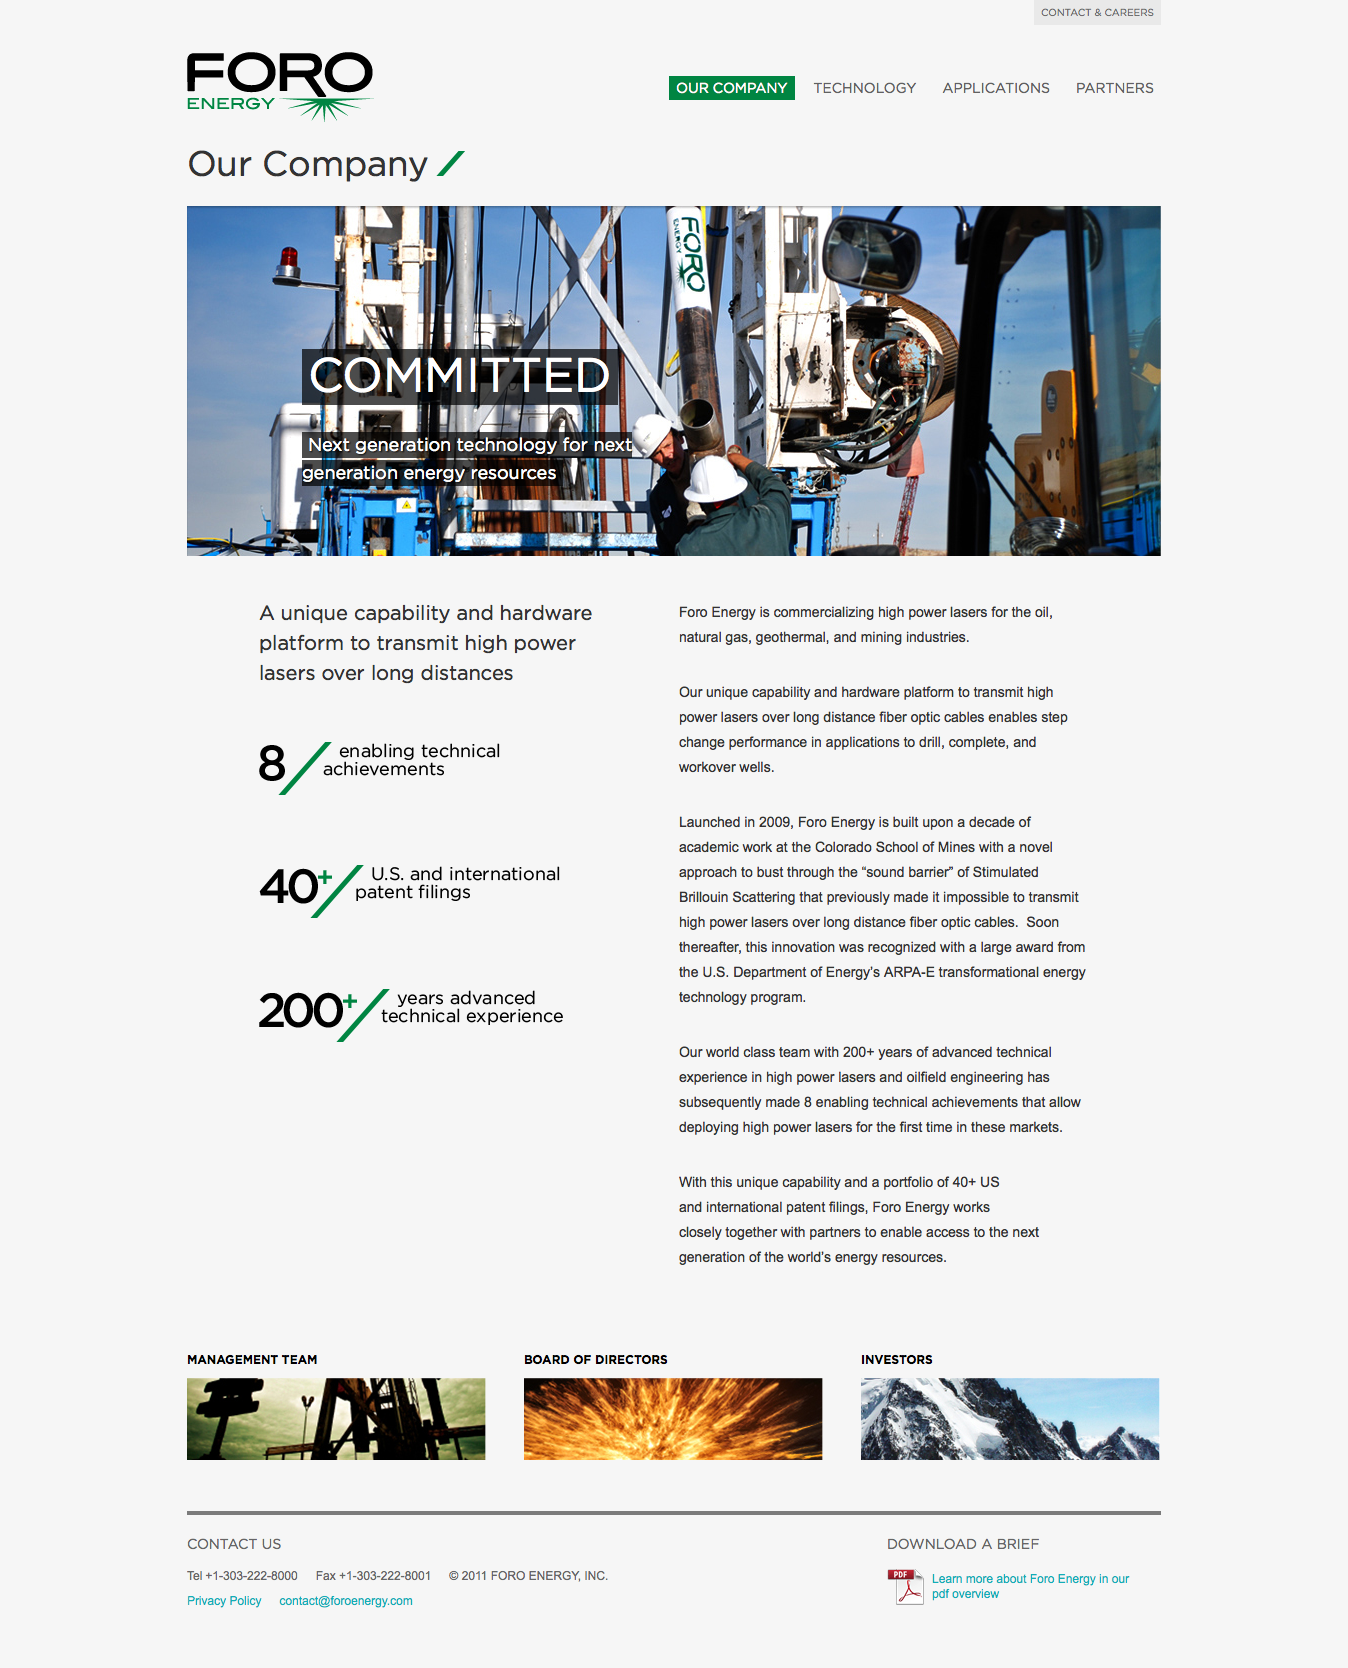 CONTACT & CAREERS
FORO
ENERGY
OUR COMPANY
TECHNOLOGY
APPLICATIONS
PARTNERS
Our Company
FORO
ENERGY
COMMITTED
Next generation technology for next
generation energy resources
A unique capability and hardware
platform to transmit high power
lasers over long distances
8 enabling technical
achievements
40+ U.S. and international
patent filings
200+ years advanced
technical experience
Foro Energy is commercializing high power lasers for the oil,
natural gas, geothermal, and mining industries.
Our unique capability and hardware platform to transmit high
power lasers over long distance fiber optic cables enables step
change performance in applications to drill, complete, and
workover wells.
Launched in 2009, Foro Energy is built upon a decade of
academic work at the Colorado School of Mines with a novel
approach to bust through the “sound barrier” of Stimulated
Brillouin Scattering that previously made it impossible to transmit
high power lasers over long distance fiber optic cables.  Soon
thereafter, this innovation was recognized with a large award from
the U.S. Department of Energy’s ARPA-E transformational energy
technology program.
Our world class team with 200+ years of advanced technical
experience in high power lasers and oilfield engineering has
subsequently made 8 enabling technical achievements that allow
deploying high power lasers for the first time in these markets.
With this unique capability and a portfolio of 40+ US
and international patent filings, Foro Energy works
closely together with partners to enable access to the next
generation of the world’s energy resources.
MANAGEMENT TEAM
BOARD OF DIRECTORS
INVESTORS
CONTACT US
Tel +1-303-222-8000
Fax +1-303-222-8001
© 2011 FORO ENERGY, INC.
Privacy Policy
contact@foroenergy.com
DOWNLOAD A BRIEF
PDF
Learn more about Foro Energy in our
pdf overview